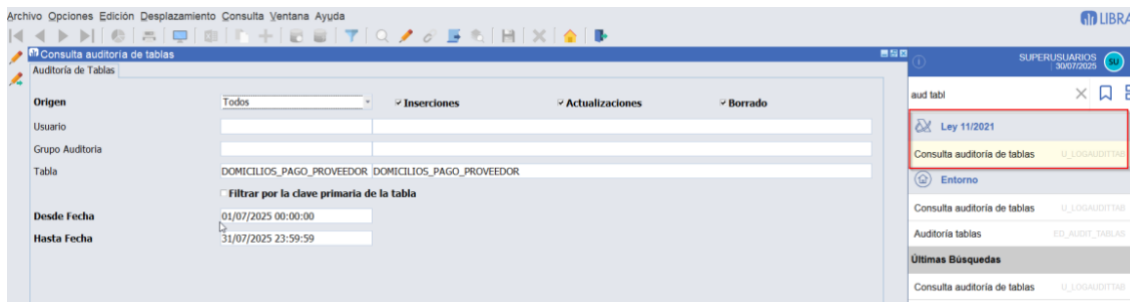 Archivo Opciones Edición Desplazamiento Consulta Ventana Ayuda
LIBRA
Consulta auditoría de tablas
Auditoría de Tablas
SUPERUSUARIOS
30/07/2025
SU
Origen Todos Inserciones Actualizaciones Borrado
aud tabl
Usuario
Ley 11/2021
Grupo Auditoria
Consulta auditoría de tablas U_LOGAUDITTAB
Tabla DOMICILIOS_PAGO_PROVEEDOR DOMICILIOS_PAGO_PROVEEDOR
Entorno
Filtrar por la clave primaria de la tabla
Consulta auditoría de tablas U_LOGAUDITTAB
Desde Fecha 01/07/2025 00:00:00
Auditoría tablas ED_AUDIT_TABLAS
Hasta Fecha 31/07/2025 23:59:59
Últimas Búsquedas
Consulta auditoría de tablas U_LOGAUDITTAB